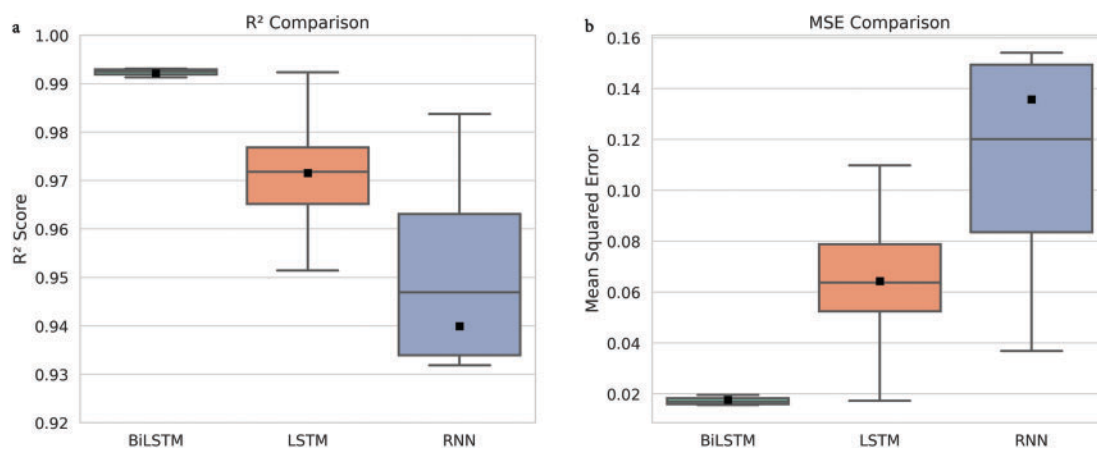 a
R² Comparison
1.00
0.99
0.98
0.97
0.96
0.95
0.94
0.93
0.92
R² Score
BiLSTM
LSTM
RNN
b
MSE Comparison
0.16
0.14
0.12
0.10
0.08
0.06
0.04
0.02
Mean Squared Error
BiLSTM
LSTM
RNN